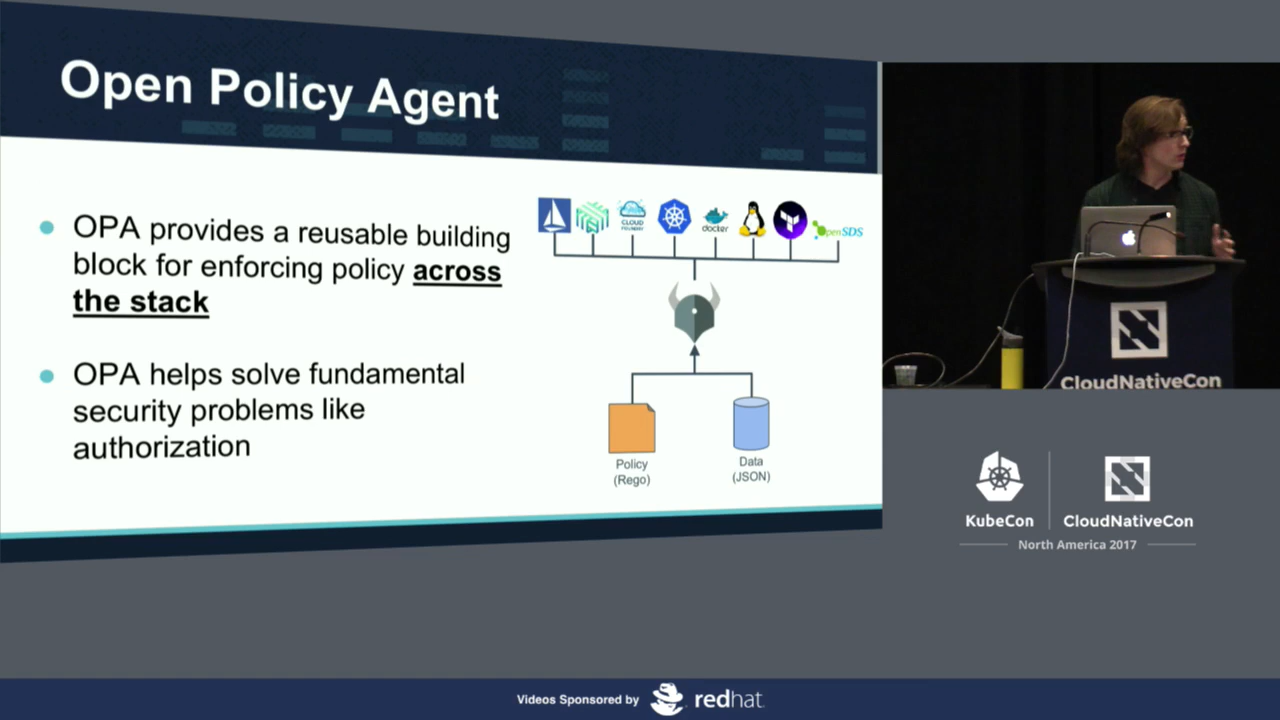 Open Policy Agent
OPA provides a reusable building
block for enforcing policy across
the stack
OPA helps solve fundamental
security problems like
authorization
CLOUD
FOUNDRY
docker
OpenSDS
Policy
(Rego)
Data
(JSON)
CloudNativeCon
KubeCon
CloudNativeCon
North America 2017
Videos Sponsored by
redhat